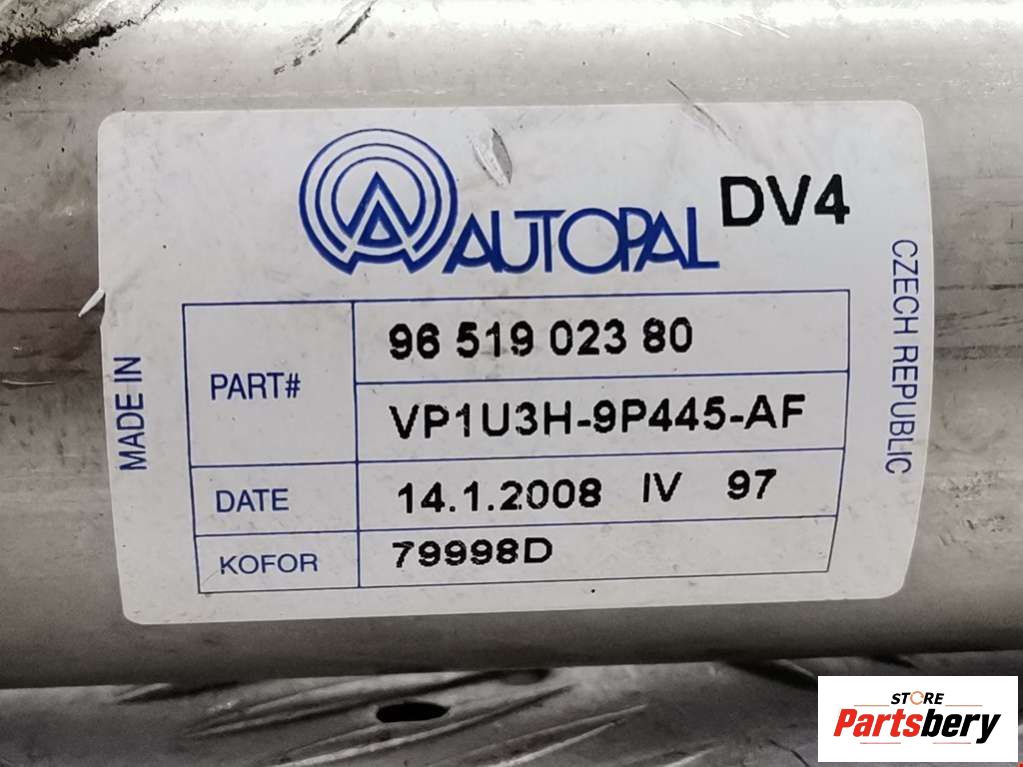 AUTOPAL
DV4
MADE IN
CZECH REPUBLIC
PART#
96 519 023 80
VP1U3H-9P445-AF
DATE
14.1.2008 IV 97
KOFOR
79998D
STORE
Partsbery